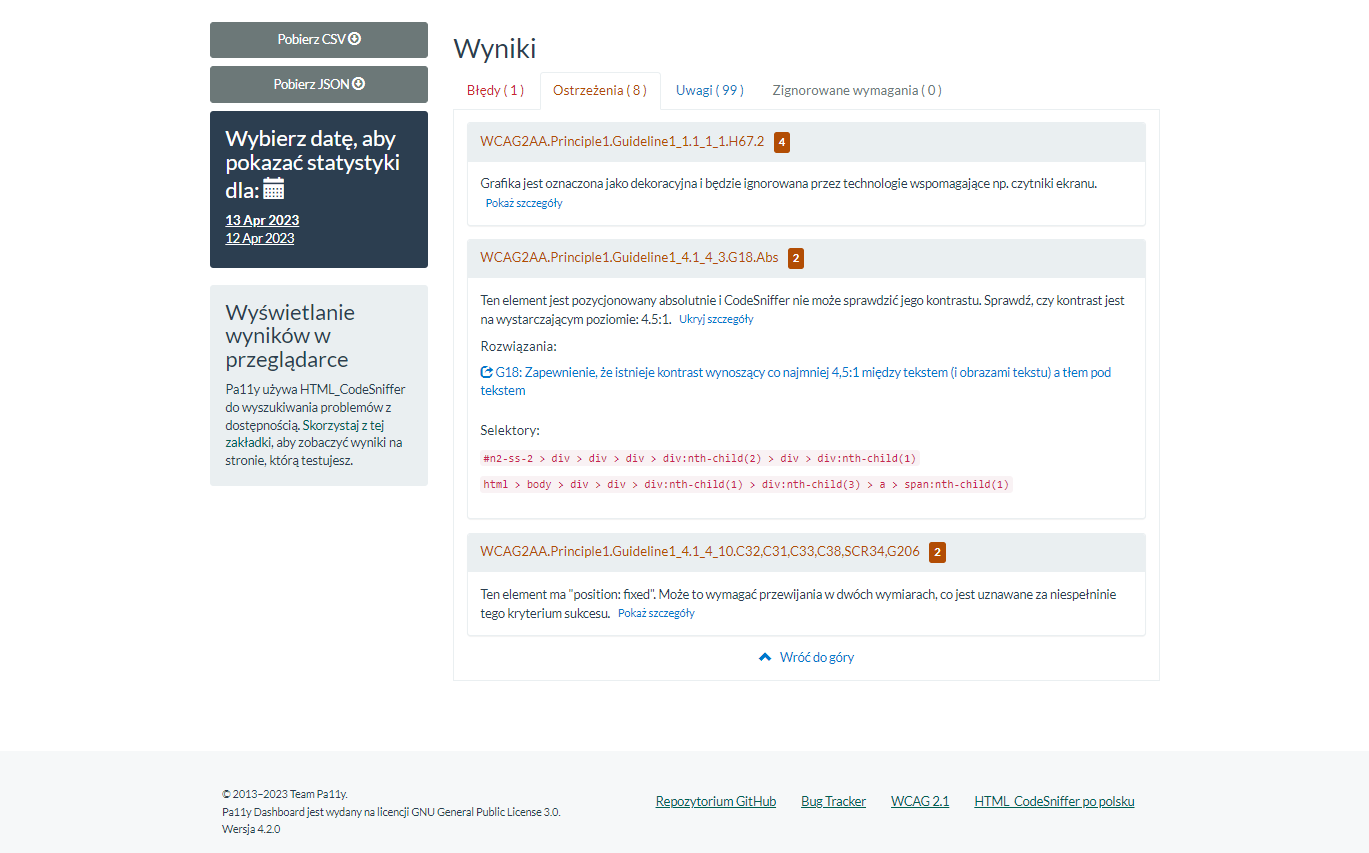 Pobierz CSV
Pobierz JSON
Wybierz datę, aby
pokazać statystyki
dla:
13 Apr 2023
12 Apr 2023
Wyświetlanie
wyników w
przeglądarce
Pa11y używa HTML_CodeSniffer
do wyszukiwania problemów z
dostępnością. Skorzystaj z tej
zakładki, aby zobaczyć wyniki na
stronie, którą testujesz.
Wyniki
Błędy ( 1 )
Ostrzeżenia ( 8 )
Uwagi ( 99 )
Zignorowane wymagania ( 0 )
WCAG2AA.Principle1.Guideline1_1.1_1_1.H67.2 4
Grafika jest oznaczona jako dekoracyjna i będzie ignorowana przez technologie wspomagające np. czytniki ekranu.
Pokaż szczegóły
WCAG2AA.Principle1.Guideline1_4.1_4_3.G18.Abs 2
Ten element jest pozycjonowany absolutnie i CodeSniffer nie może sprawdzić jego kontrastu. Sprawdź, czy kontrast jest
na wystarczającym poziomie: 4.5:1. Ukryj szczegóły
Rozwiązania:
G18: Zapewnienie, że istnieje kontrast wynoszący co najmniej 4,5:1 między tekstem (i obrazami tekstu) a tłem pod
tekstem
Selektory:
#n2-ss-2 > div > div > div > div:nth-child(2) > div > div:nth-child(1)
html > body > div > div > div:nth-child(1) > div:nth-child(3) > a > span:nth-child(1)
WCAG2AA.Principle1.Guideline1_4.1_4_10.C32,C31,C33,C38,SCR34,G206 2
Ten element ma "position: fixed". Może to wymagać przewijania w dwóch wymiarach, co jest uznawane za niespełninie
tego kryterium sukcesu. Pokaż szczegóły
Wróć do góry
© 2013–2023 Team Pa11y.
Pa11y Dashboard jest wydany na licencji GNU General Public License 3.0.
Wersja 4.2.0
Repozytorium GitHub
Bug Tracker
WCAG 2.1
HTML_CodeSniffer po polsku